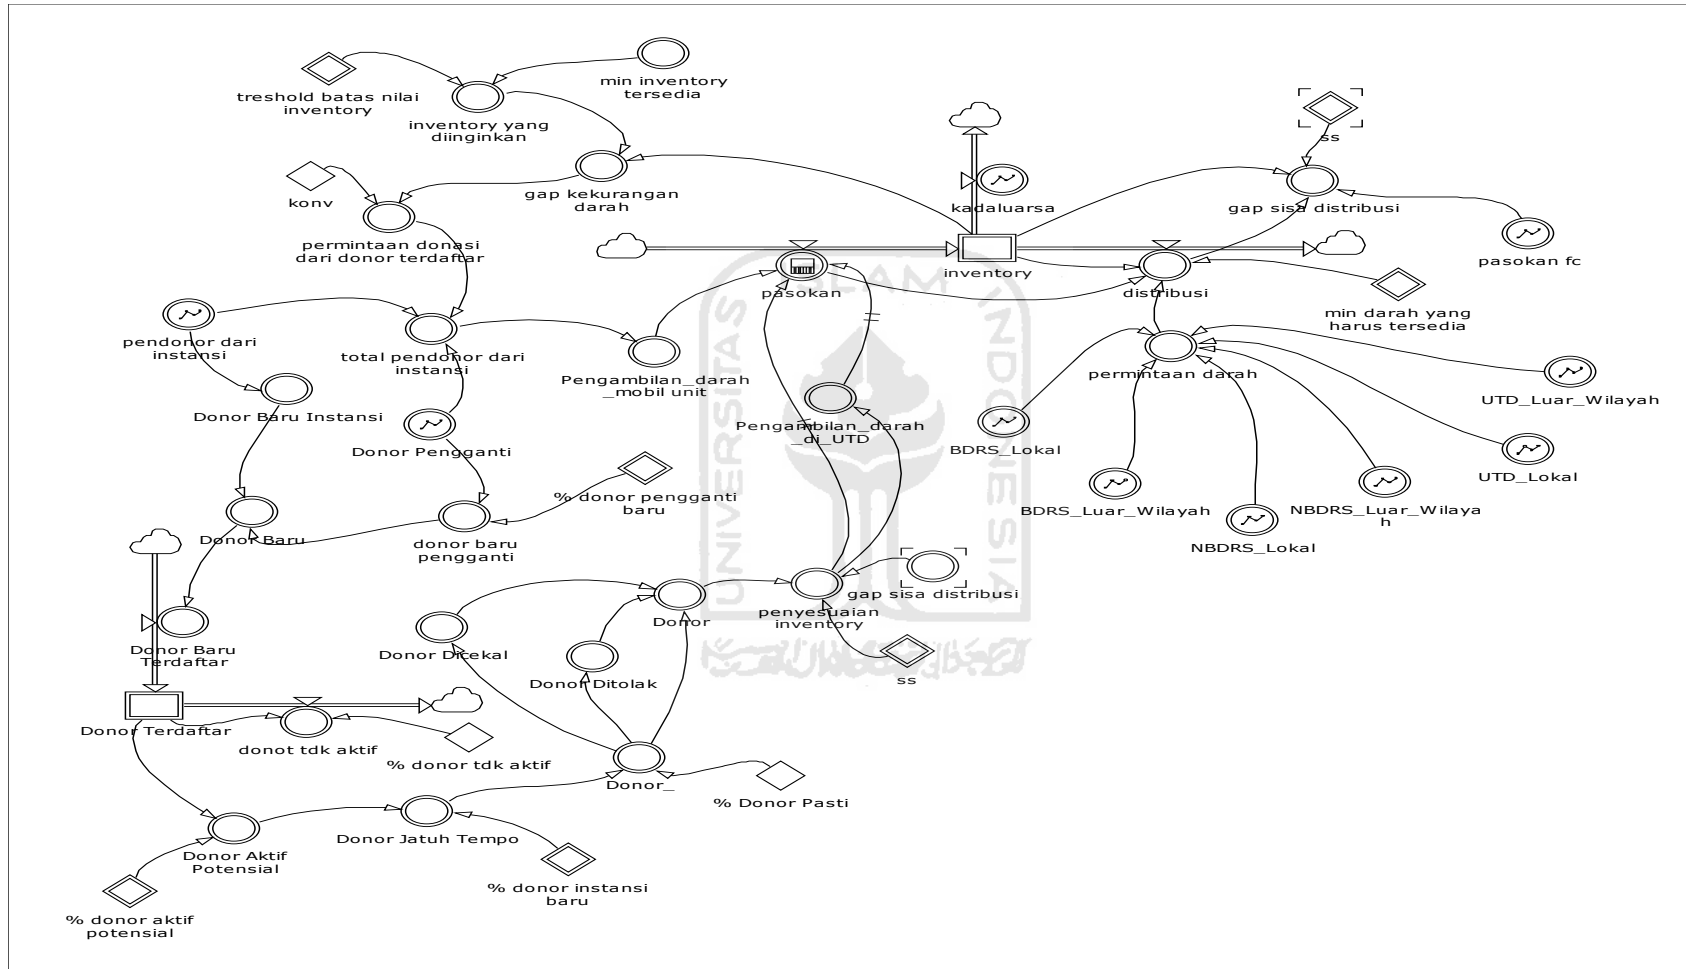 treshold batas nilai
inventory
min inventory
tersedia
inventory yang
diinginkan
ss
konv
gap kekurangan
darah
kadaluarsa
gap sisa distribusi
permintaan donasi
dari donor terdaftar
inventory
pasokan fc
pasokan
distribusi
min darah yang
harus tersedia
pendonor dari
instansi
total pendonor dari
instansi
Pengambilan_darah
_mobil unit
permintaan darah
UTD_Luar_Wilayah
Donor Baru Instansi
Pengambilan_darah
_di_UTD
Donor Pengganti
BDRS_Lokal
UTD_Lokal
% donor pengganti
baru
BDRS_Luar_Wilayah
NBDRS_Luar_Wilaya
h
NBDRS_Lokal
Donor Baru
donor baru
pengganti
gap sisa distribusi
penyesuaian
inventory
Donor
Donor Baru
Terdaftar
Donor Dicekal
Donor Ditolak
ss
Donor Terdaftar
donot tdk aktif
% donor tdk aktif
Donor_
% Donor Pasti
Donor Jatuh Tempo
Donor Aktif
Potensial
% donor instansi
baru
% donor aktif
potensial
UNIVERSITAS
ISLAM
INDONESIA